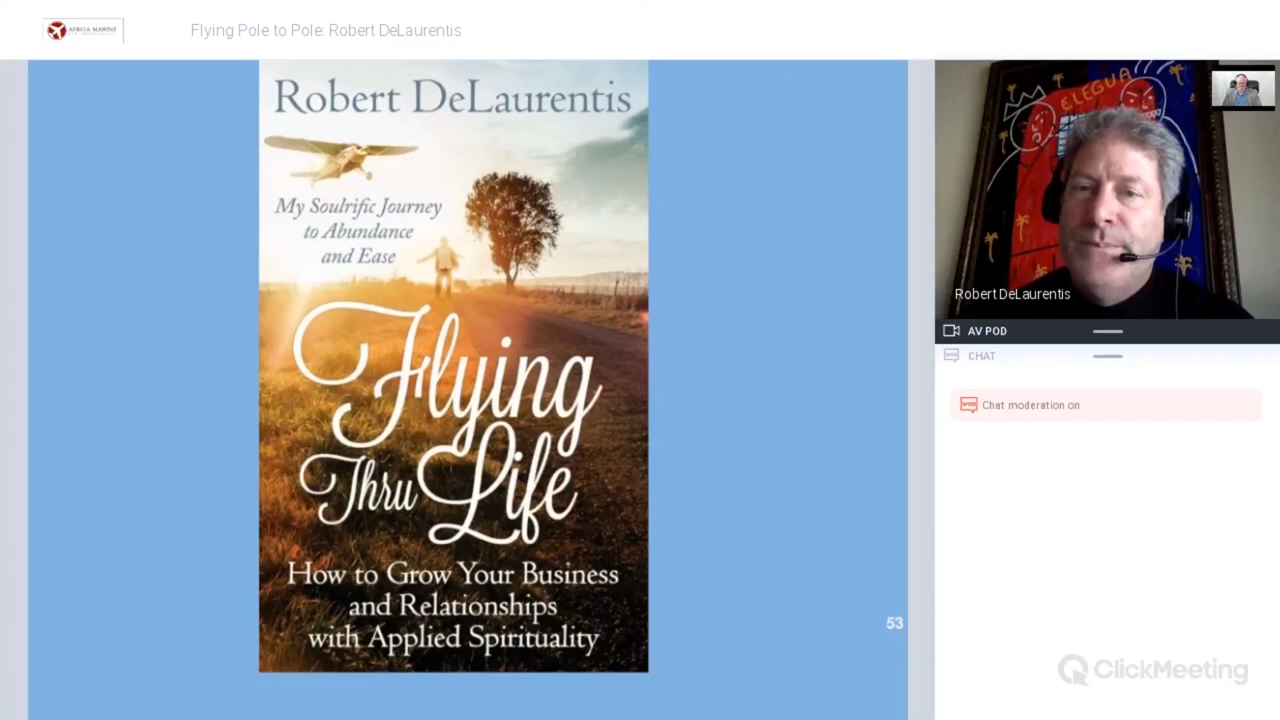 AERO & MARINE
Flying Pole to Pole: Robert DeLaurentis
Robert DeLaurentis
My Soulrific Journey
to Abundance
and Ease
Flying
Thru Life
How to Grow Your Business
and Relationships
with Applied Spirituality
53
ELEGUA
Robert DeLaurentis
AV POD
CHAT
Chat moderation on
ClickMeeting